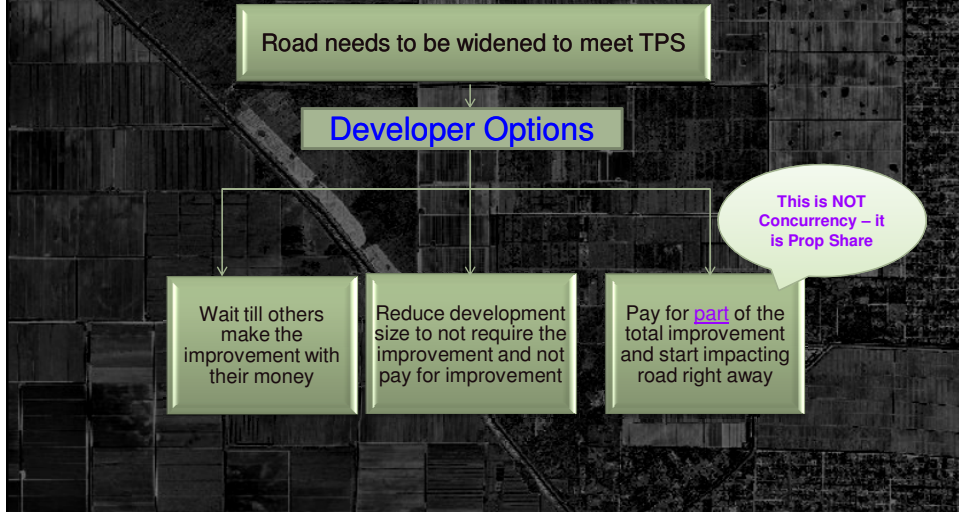 Road needs to be widened to meet TPS
Developer Options
This is NOT
Concurrency – it
is Prop Share
Wait till others
make the
improvement with
their money
Reduce development
size to not require the
improvement and not
pay for improvement
Pay for part of the
total improvement
and start impacting
road right away